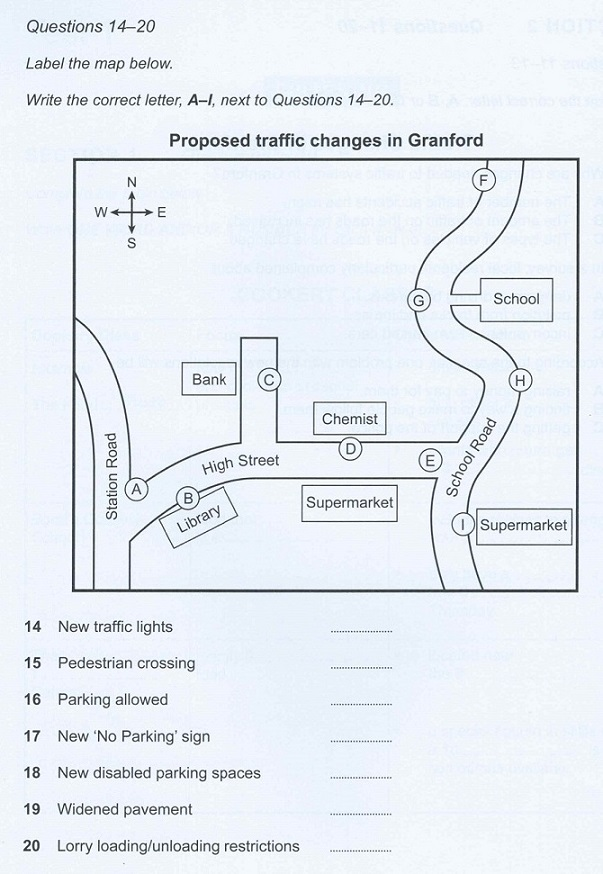 Questions 14–20
Label the map below.
Write the correct letter, A–I, next to Questions 14–20.
Proposed traffic changes in Granford
N
W E
S
F
G
School
H
Bank
C
Chemist
D
E
High Street
School Road
Station Road
A
B
Library
Supermarket
I
Supermarket
14 New traffic lights ....................
15 Pedestrian crossing ....................
16 Parking allowed ....................
17 New ‘No Parking’ sign ....................
18 New disabled parking spaces ....................
19 Widened pavement ....................
20 Lorry loading/unloading restrictions ....................